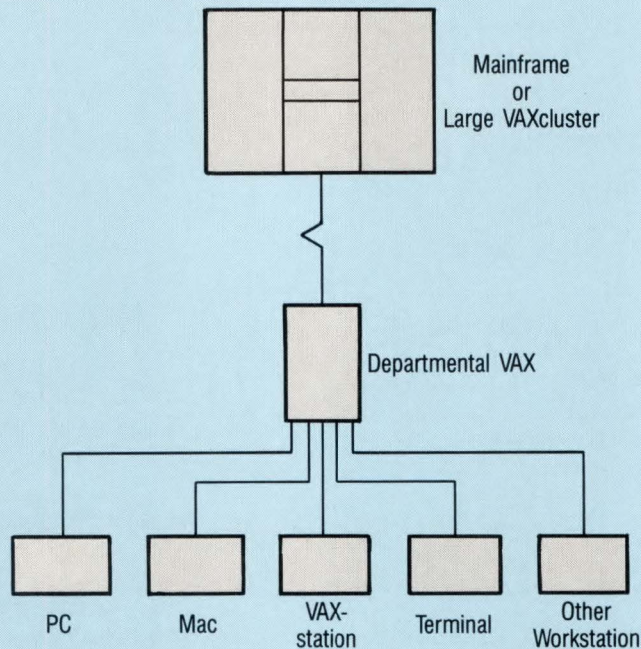 Mainframe
or
Large VAXcluster
Departmental VAX
PC
Mac
VAX-
station
Terminal
Other
Workstation